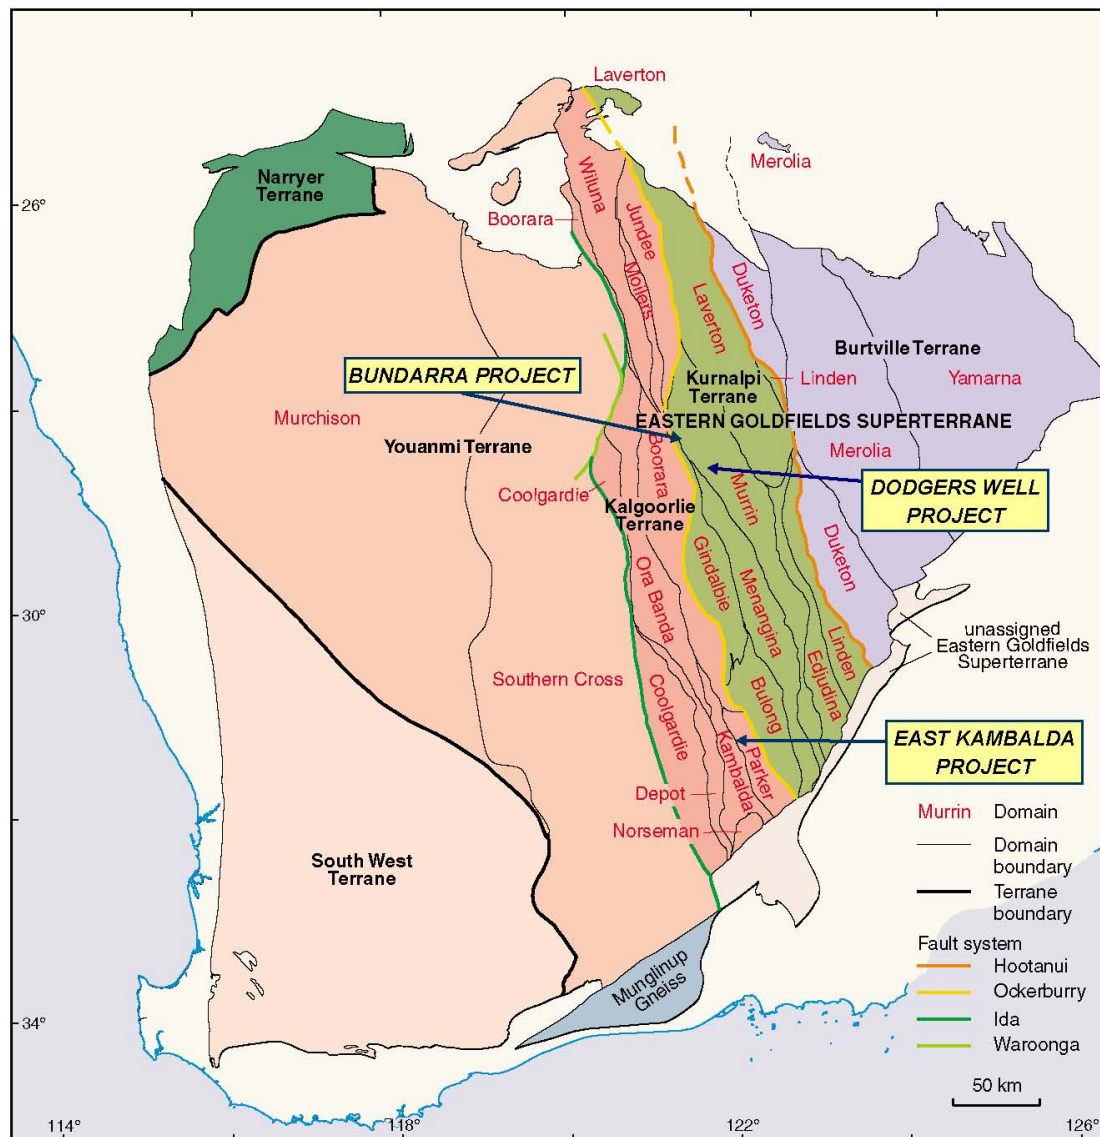 Laverton
Narryer
Terrane
Merolia
26°
Wiluna
Boorara
Jundee
Moilers
Duketon
Laverton
Burtville Terrane
BUNDARRA PROJECT
Kurnalpi
Terrane
Linden
Yamarna
Murchison
EASTERN GOLDFIELDS SUPERTERRANE
Youanmi Terrane
Boorara
Merolia
Coolgardie
Murrin
DODGERS WELL
PROJECT
Kalgoorlie
Terrane
Gindalbie
Duketon
Ora Banda
Menangina
30°
Linden
Edjudina
unassigned
Eastern Goldfields
Superterrane
Southern Cross
Coolgardie
Bulong
EAST KAMBALDA
PROJECT
Kambalda
Parker
Depot
Norseman
Murrin Domain
Domain
boundary
South West
Terrane
Terrane
boundary
Fault system
Munglinup
Gneiss
Hootanui
Ockerburry
34°
Ida
Waroonga
50 km
114°
118°
122°
126°